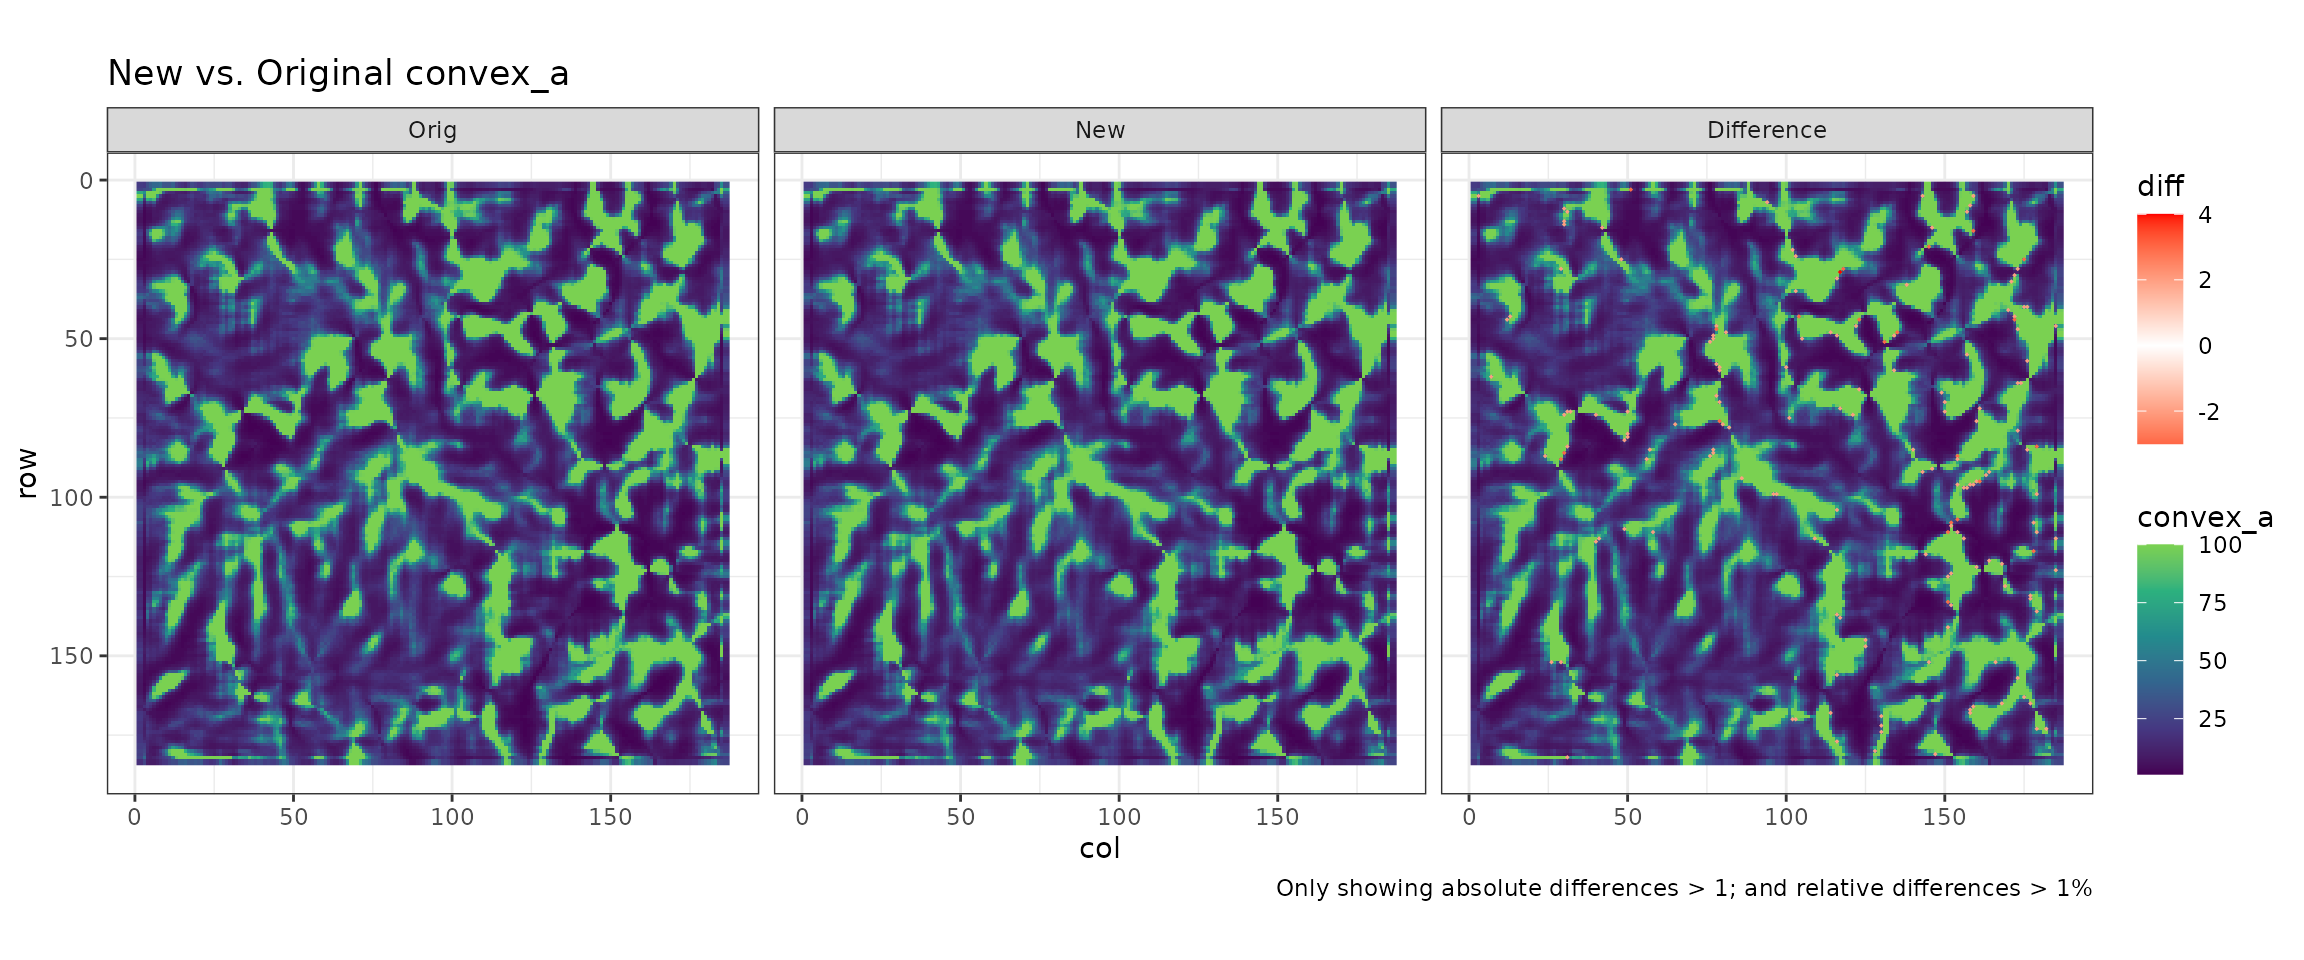 New vs. Original convex_a
Orig
New
Difference
0
50
100
150
row
0
50
100
150
0
50
100
150
0
50
100
150
col
diff
4
2
0
-2
convex_a
100
75
50
25
Only showing absolute differences > 1; and relative differences > 1%